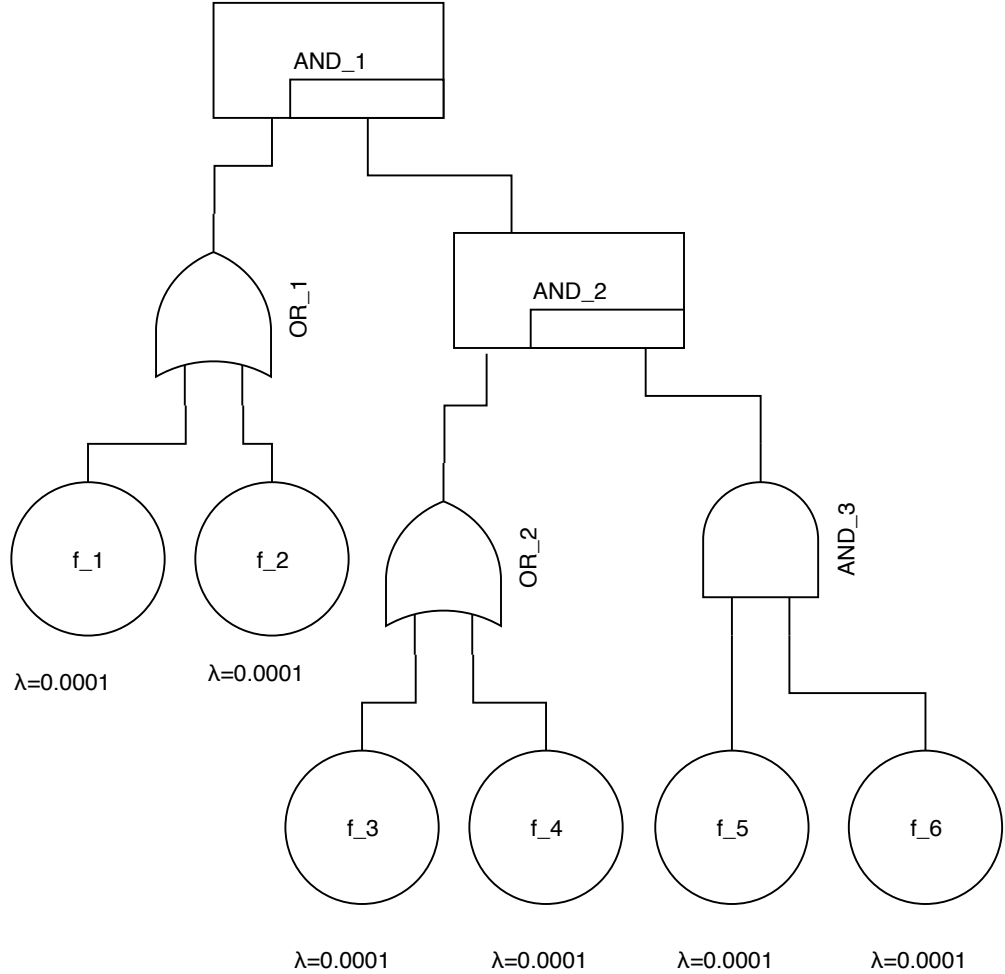 AND_1
OR_1
AND_2
f_1
f_2
OR_2
AND_3
λ=0.0001
λ=0.0001
f_3
f_4
f_5
f_6
λ=0.0001
λ=0.0001
λ=0.0001
λ=0.0001